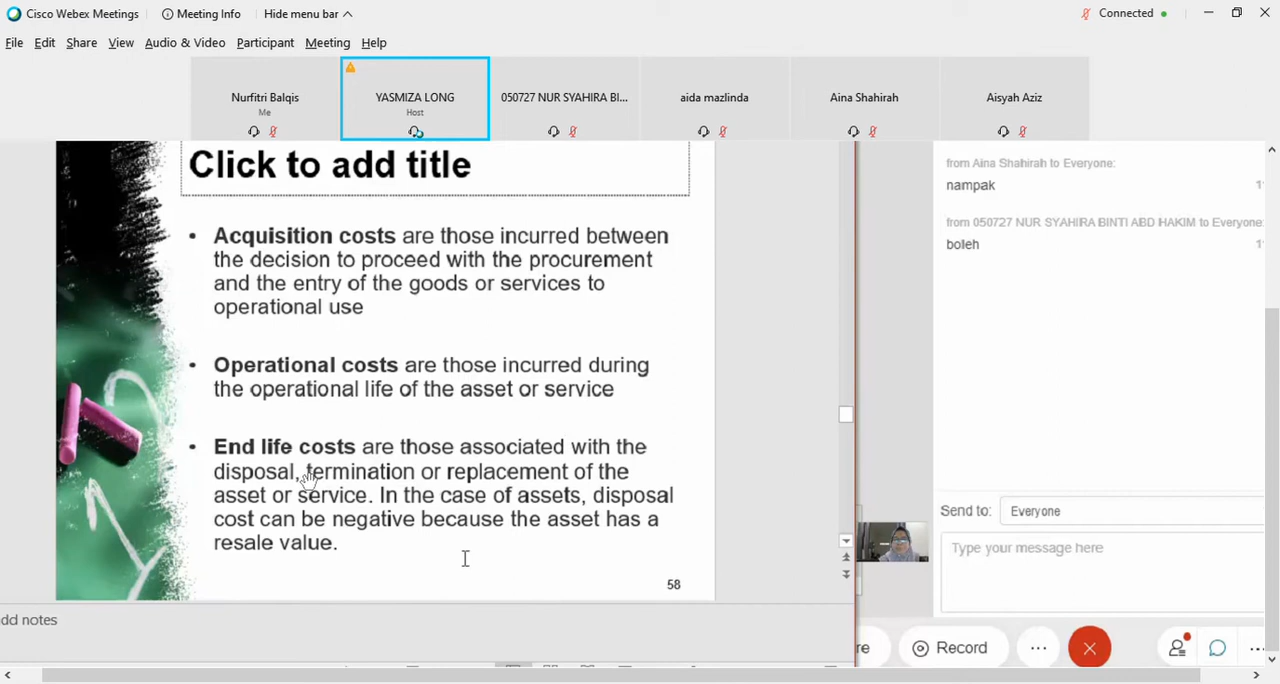 Cisco Webex Meetings
Meeting Info
Hide menu bar
Connected
File Edit Share View Audio & Video Participant Meeting Help
Nurfitri Balqis
Me
YASMIZA LONG
Host
050727 NUR SYAHIRA BI...
aida mazlinda
Aina Shahirah
Aisyah Aziz
Click to add title
• Acquisition costs are those incurred between
the decision to proceed with the procurement
and the entry of the goods or services to
operational use
• Operational costs are those incurred during
the operational life of the asset or service
• End life costs are those associated with the
disposal, termination or replacement of the
asset or service. In the case of assets, disposal
cost can be negative because the asset has a
resale value.
58
dd notes
from Aina Shahirah to Everyone:
nampak
from 050727 NUR SYAHIRA BINTI ABD HAKIM to Everyone:
boleh
Send to: Everyone
Type your message here
re
Record